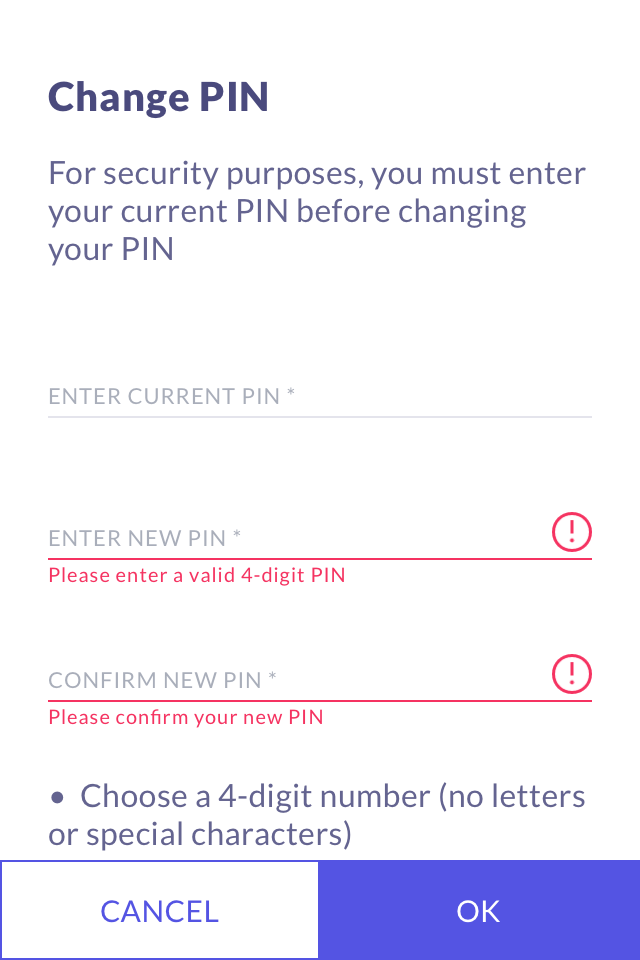 Change PIN
For security purposes, you must enter
your current PIN before changing
your PIN
ENTER CURRENT PIN *
ENTER NEW PIN *
Please enter a valid 4-digit PIN
CONFIRM NEW PIN *
Please confirm your new PIN
• Choose a 4-digit number (no letters
or special characters)
CANCEL
OK